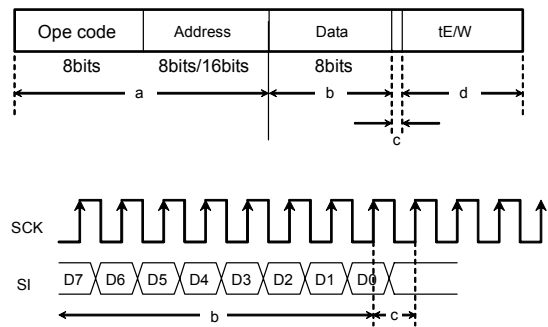 Ope code Address Data tE/W
8bits 8bits/16bits 8bits
a b d
c
SCK
SI D7 D6 D5 D4 D3 D2 D1 D0
b c